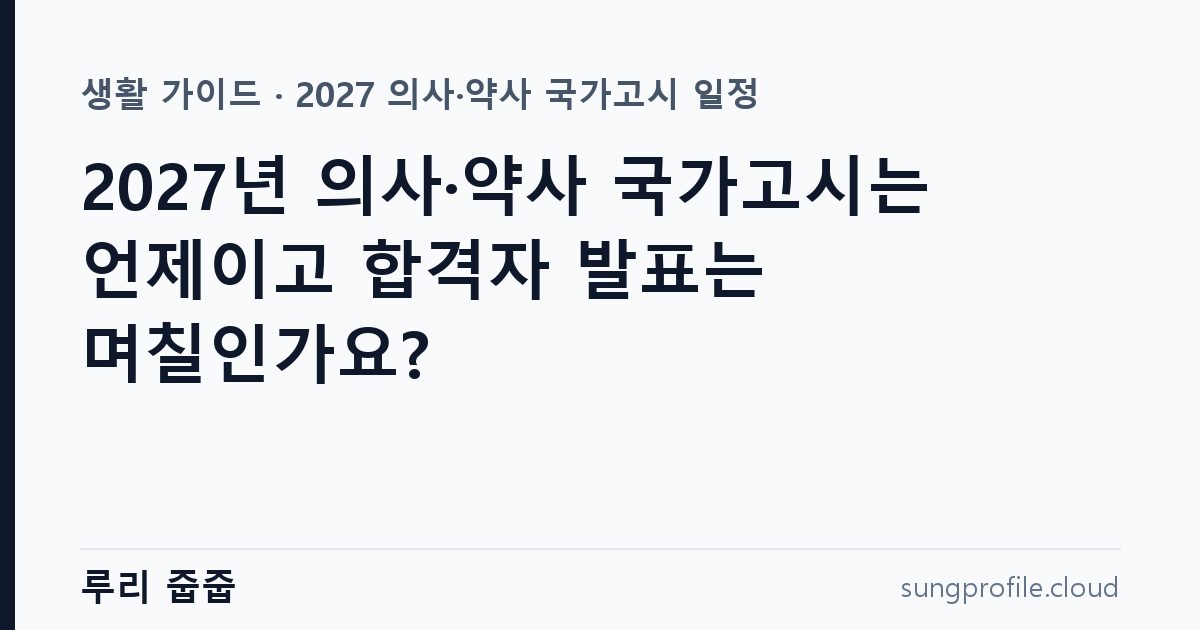 생활 가이드 · 2027 의사·약사 국가고시 일정
2027년 의사·약사 국가고시는
언제이고 합격자 발표는
며칠인가요?
루리 줍줍
sungprofile.cloud